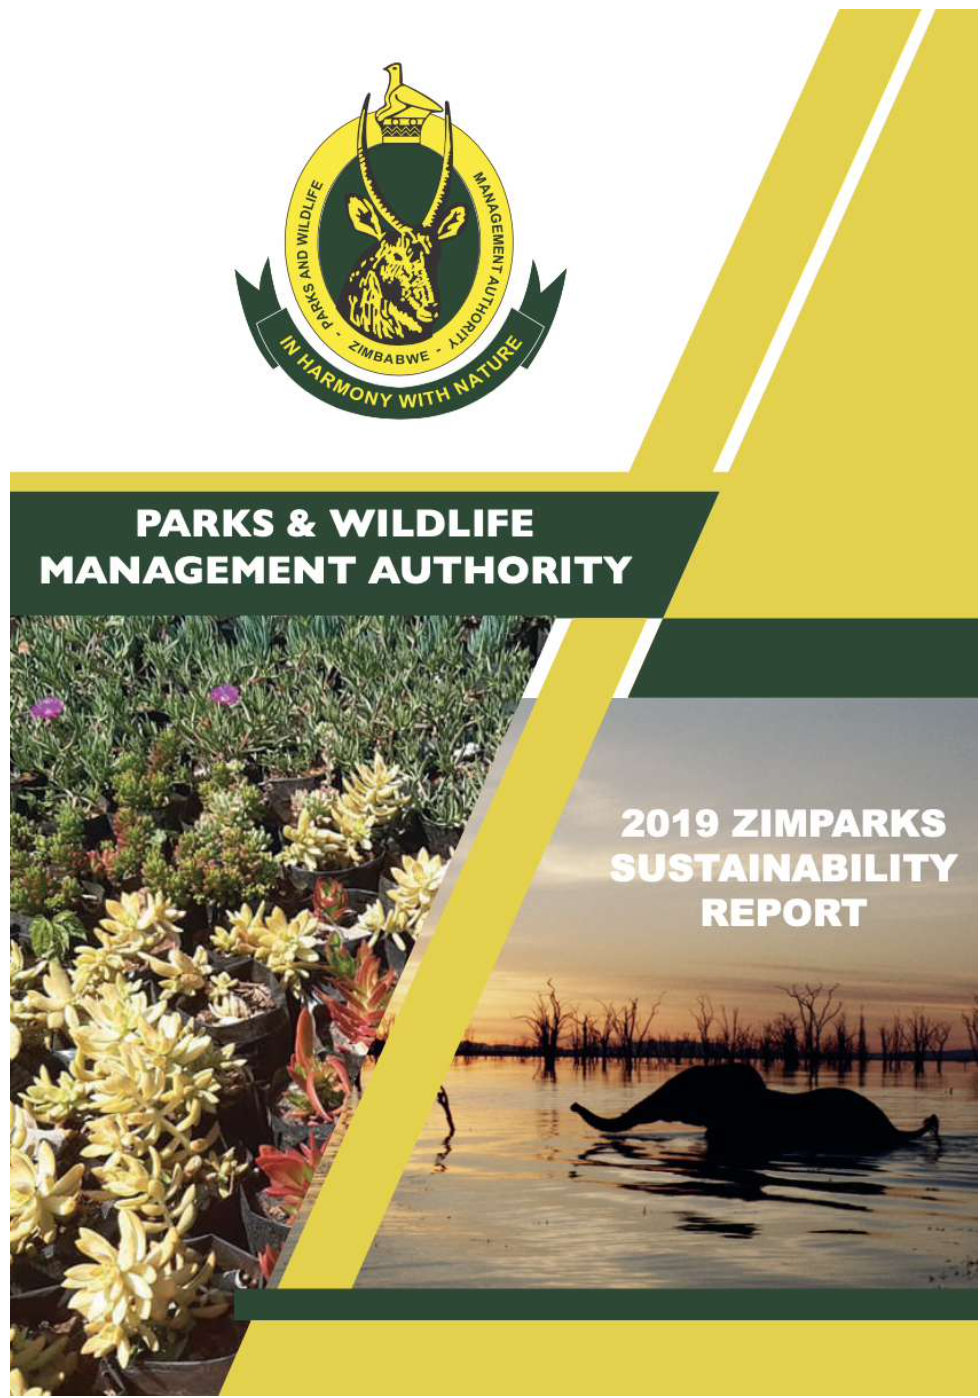 PARKS AND WILDLIFE
MANAGEMENT AUTHORITY
- ZIMBABWE -
IN HARMONY WITH NATURE
PARKS & WILDLIFE
MANAGEMENT AUTHORITY
2019 ZIMPARKS
SUSTAINABILITY
REPORT